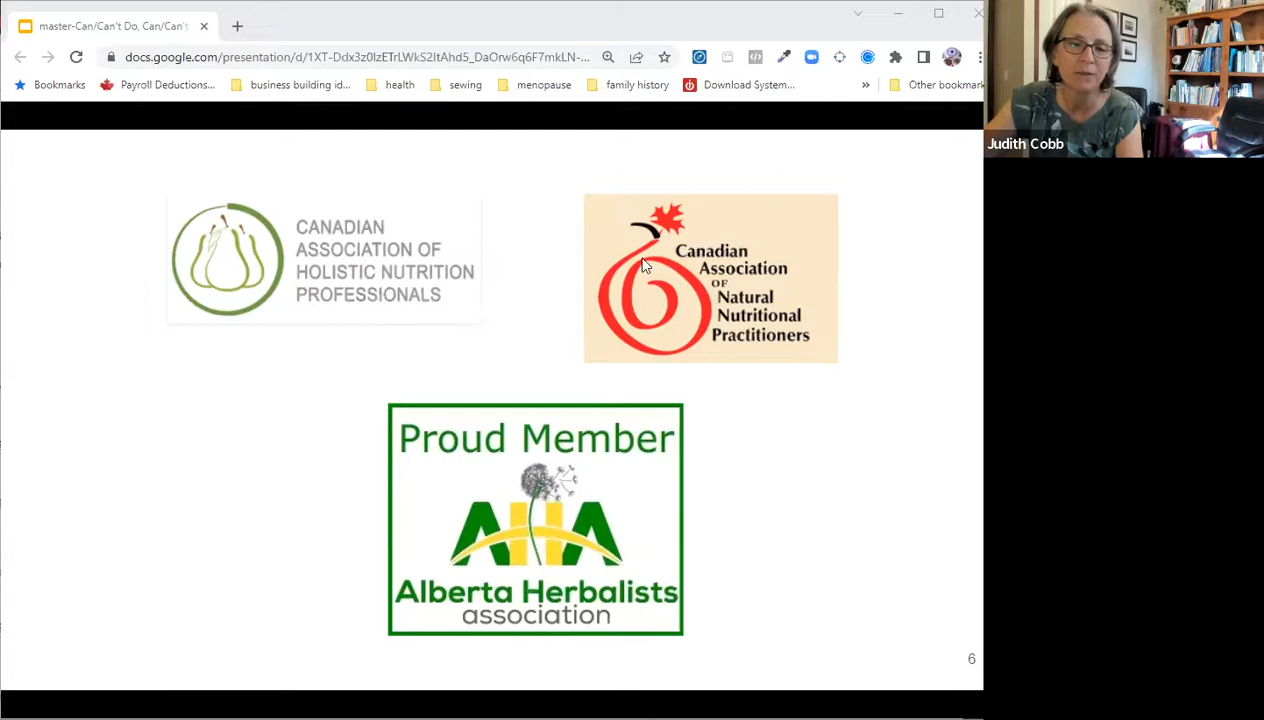 master-Can/Can't Do, Can/Can't
docs.google.com/presentation/d/1XT-Ddx3z0lzETrLWkS2ltAhd5_DaOrw6q6F7mkLN-...
Bookmarks
Payroll Deductions...
business building id...
health
sewing
menopause
family history
Download System...
»
Other bookmark
Judith Cobb
CANADIAN
ASSOCIATION OF
HOLISTIC NUTRITION
PROFESSIONALS
Canadian
Association
OF
Natural
Nutritional
Practitioners
Proud Member
AHA
Alberta Herbalists
association
6